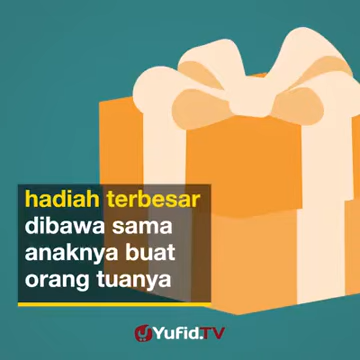 hadiah terbesar
dibawa sama
anaknya buat
orang tuanya
Yufid.TV